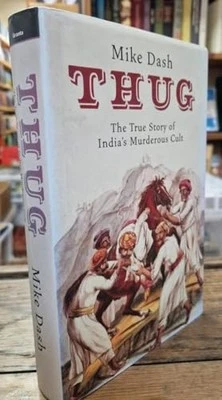 Mike Dash
THUG
The True Story of
India's Murderous Cult
THUG
Mike Dash